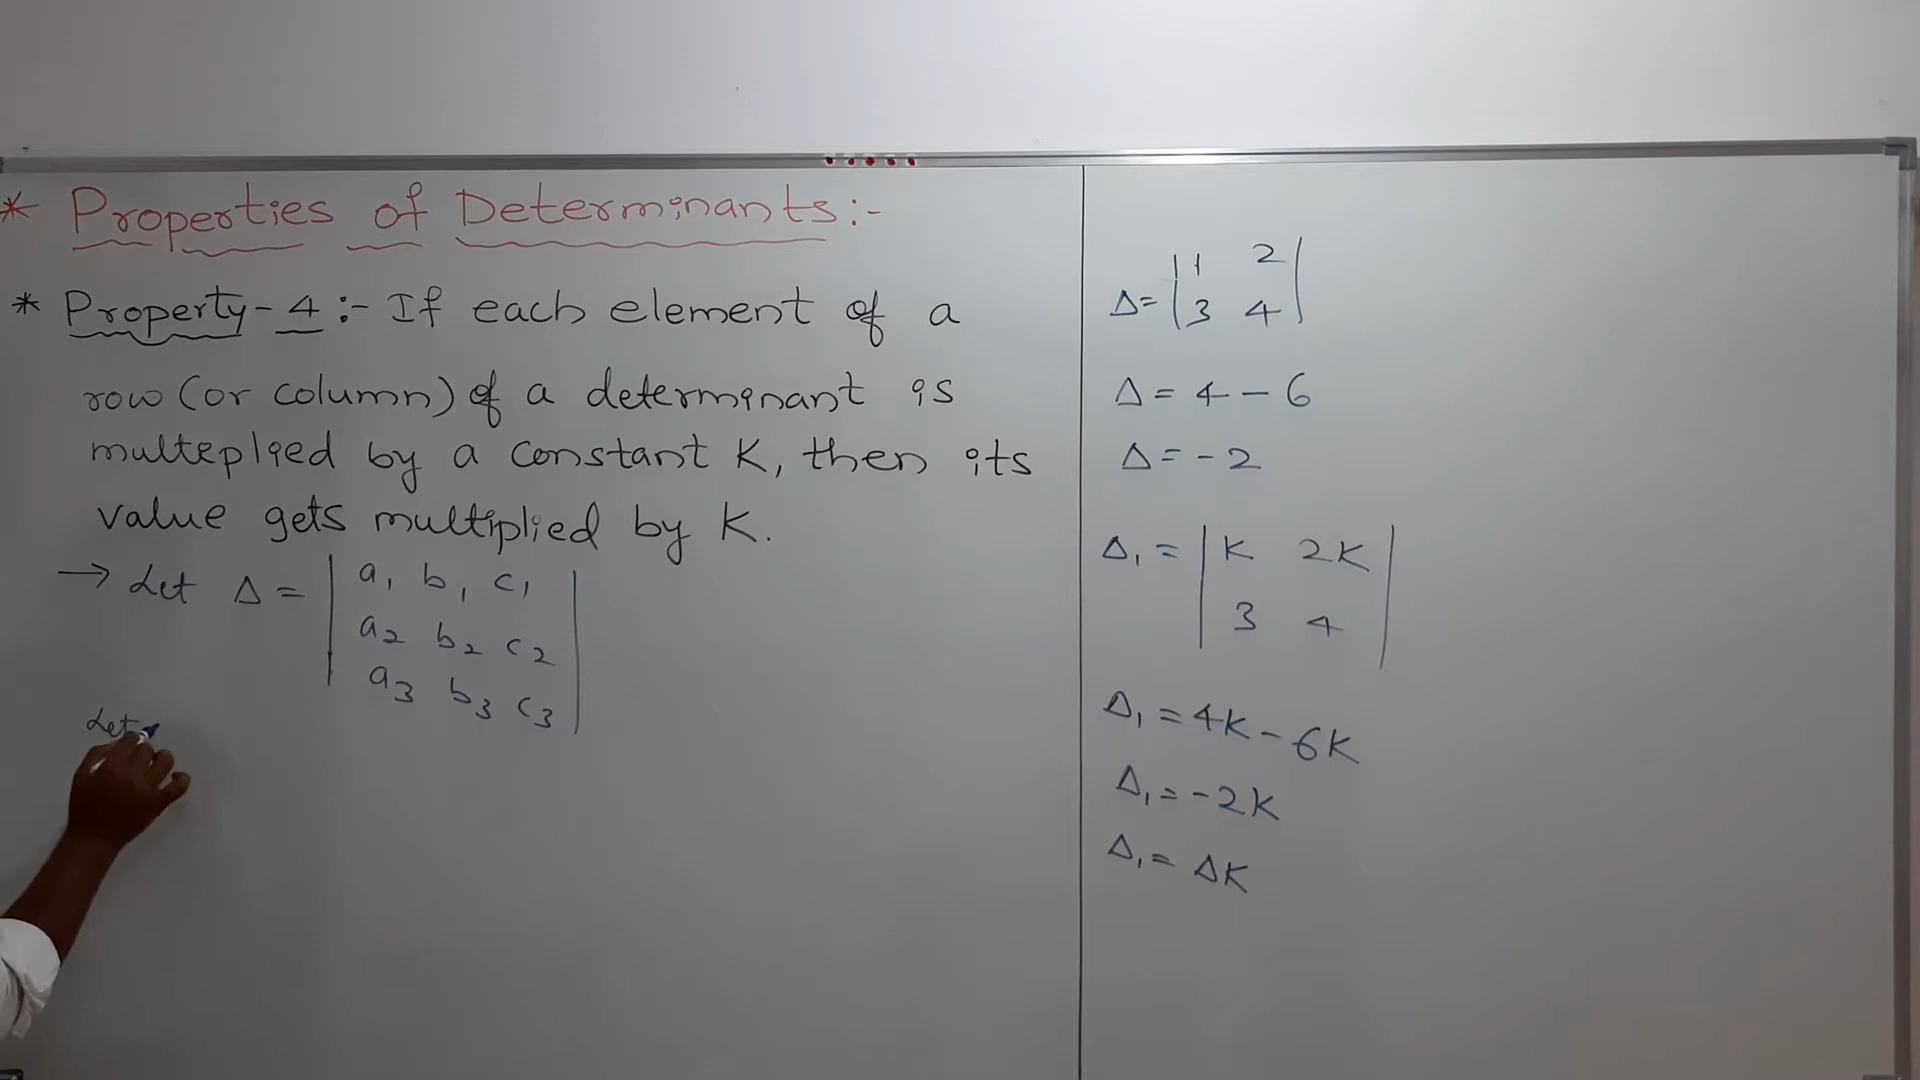 * Properties of Determinants:-
* Property-4:- If each element of a
row (or column) of a determinant is
multeplied by a constant K, then its
value gets multiplied by K.
→ Let Δ = | a₁ b₁ c₁ |
a₂ b₂ c₂
a₃ b₃ c₃
Let
Δ = | 1 2 |
3 4
Δ = 4 - 6
Δ = - 2
Δ₁ = | K 2K |
3 4
Δ₁ = 4K - 6K
Δ₁ = - 2K
Δ₁ = ΔK